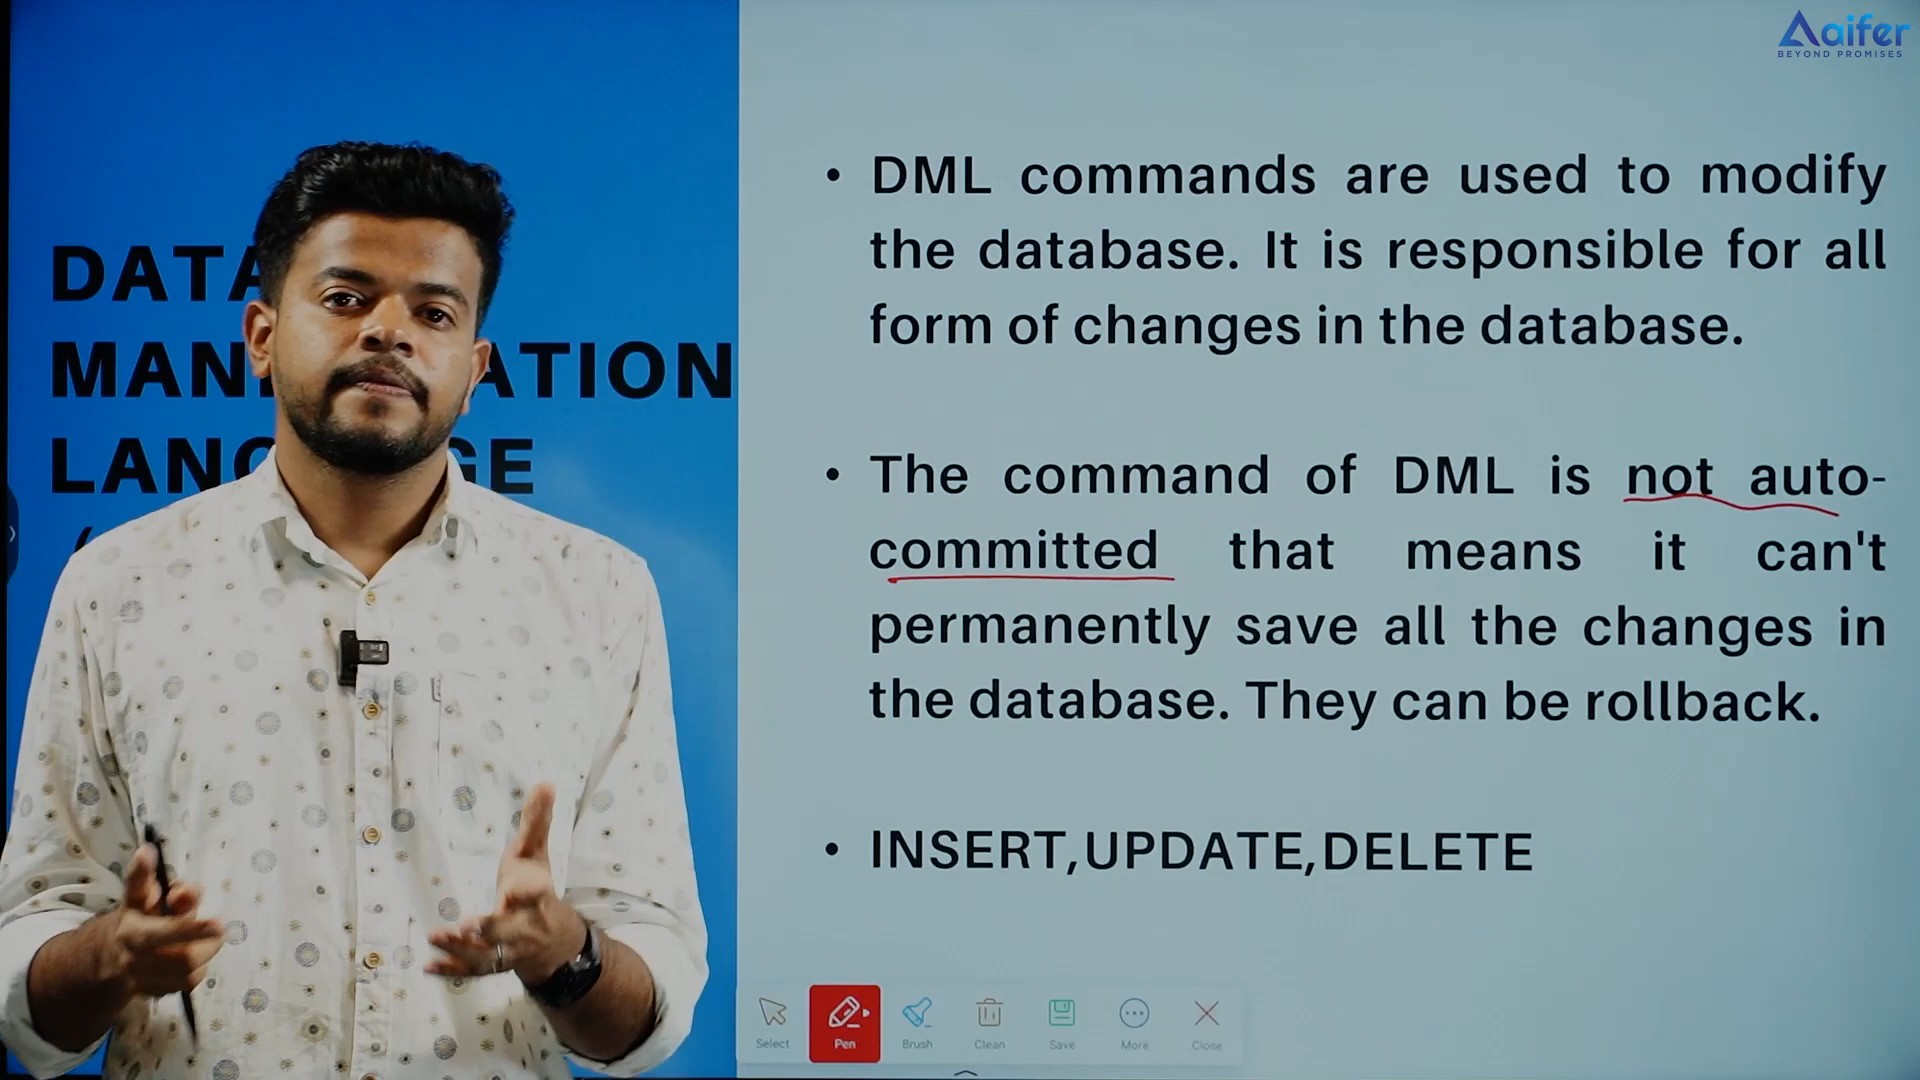 Aaifer
BEYOND PROMISES
DATA
MANI ATION
LANG GE
(
• DML commands are used to modify
the database. It is responsible for all
form of changes in the database.
• The command of DML is not auto-
committed that means it can't
permanently save all the changes in
the database. They can be rollback.
• INSERT,UPDATE,DELETE
Select Pen Brush Clean Save More Close